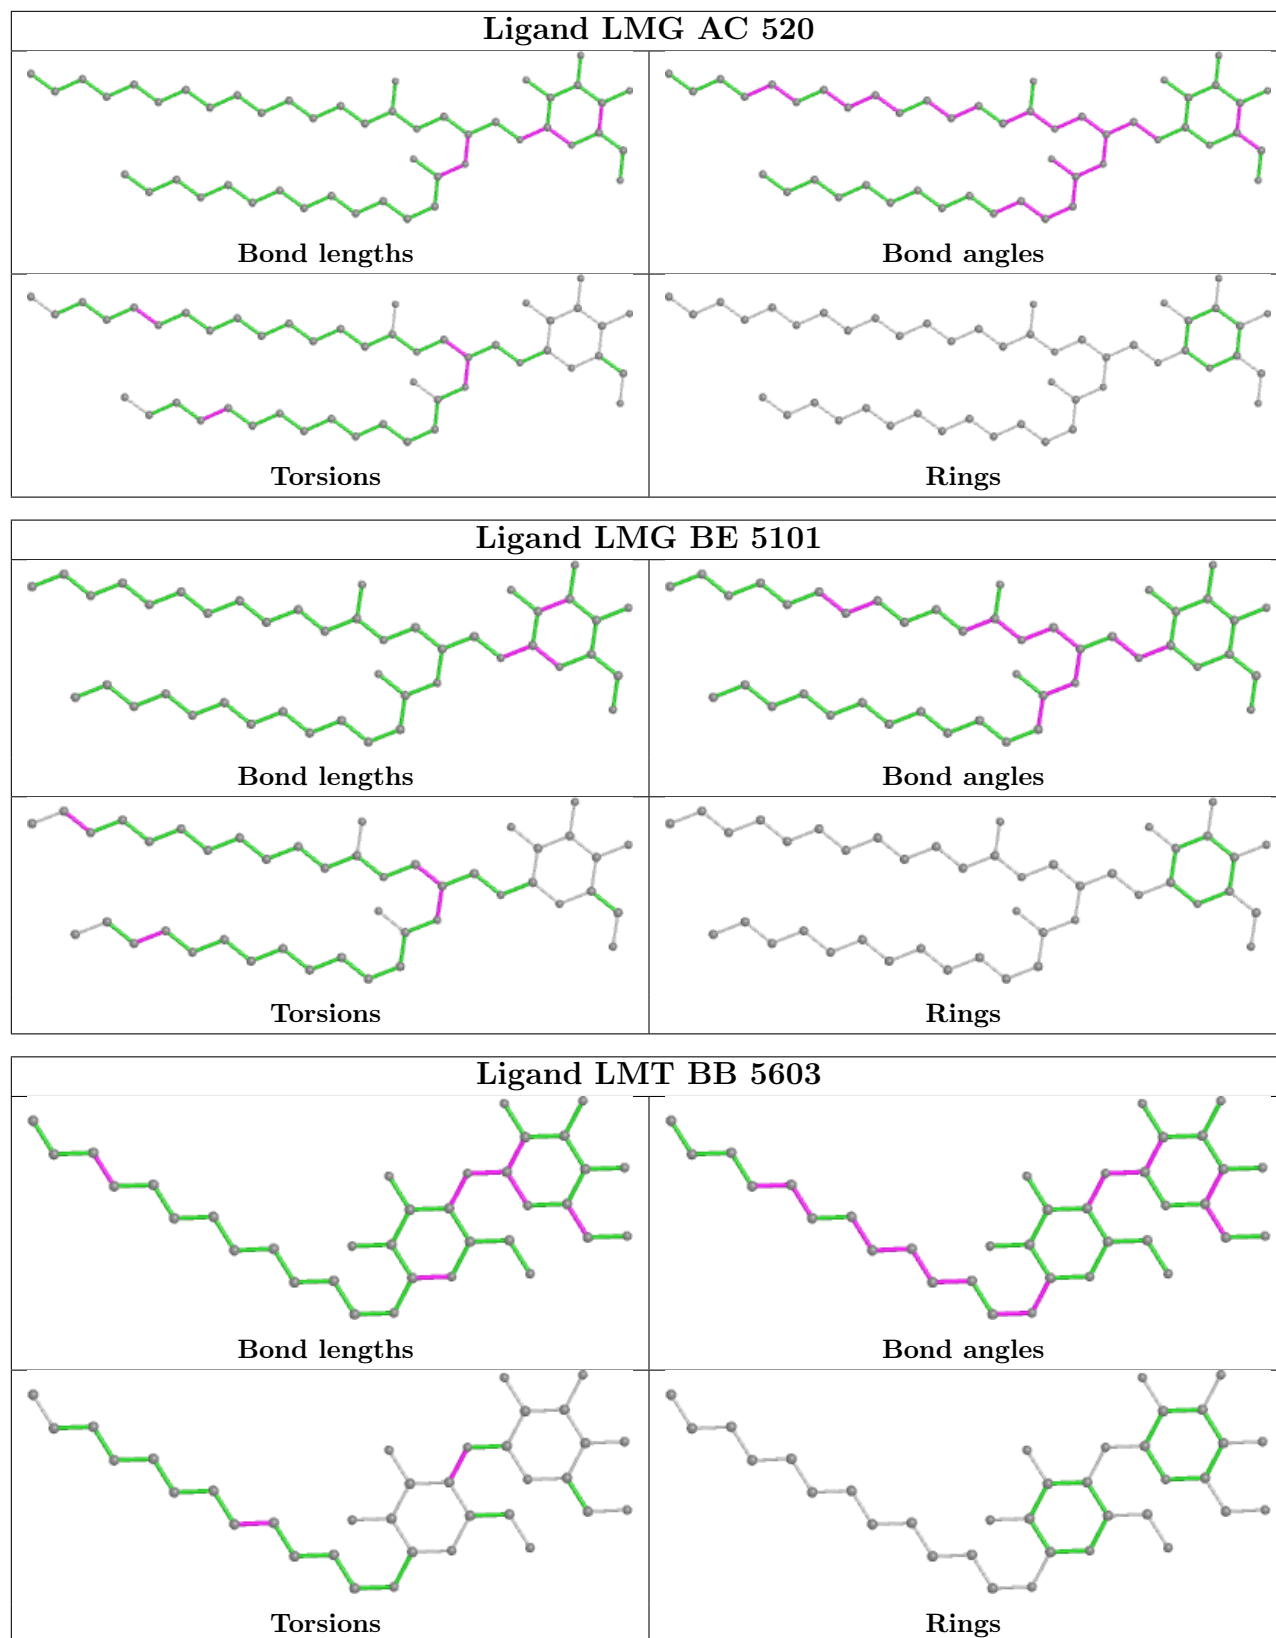 Ligand LMG AC 520
Bond lengths
Bond angles
Torsions
Rings
Ligand LMG BE 5101
Bond lengths
Bond angles
Torsions
Rings
Ligand LMT BB 5603
Bond lengths
Bond angles
Torsions
Rings